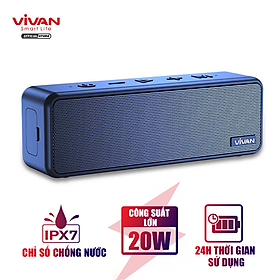 ViVAN
Smart Life
OFFICIAL STORE
ViVAN
IPX7
CHỈ SỐ CHỐNG NƯỚC
CÔNG SUẤT
LỚN
20W
24H THỜI GIAN
SỬ DỤNG